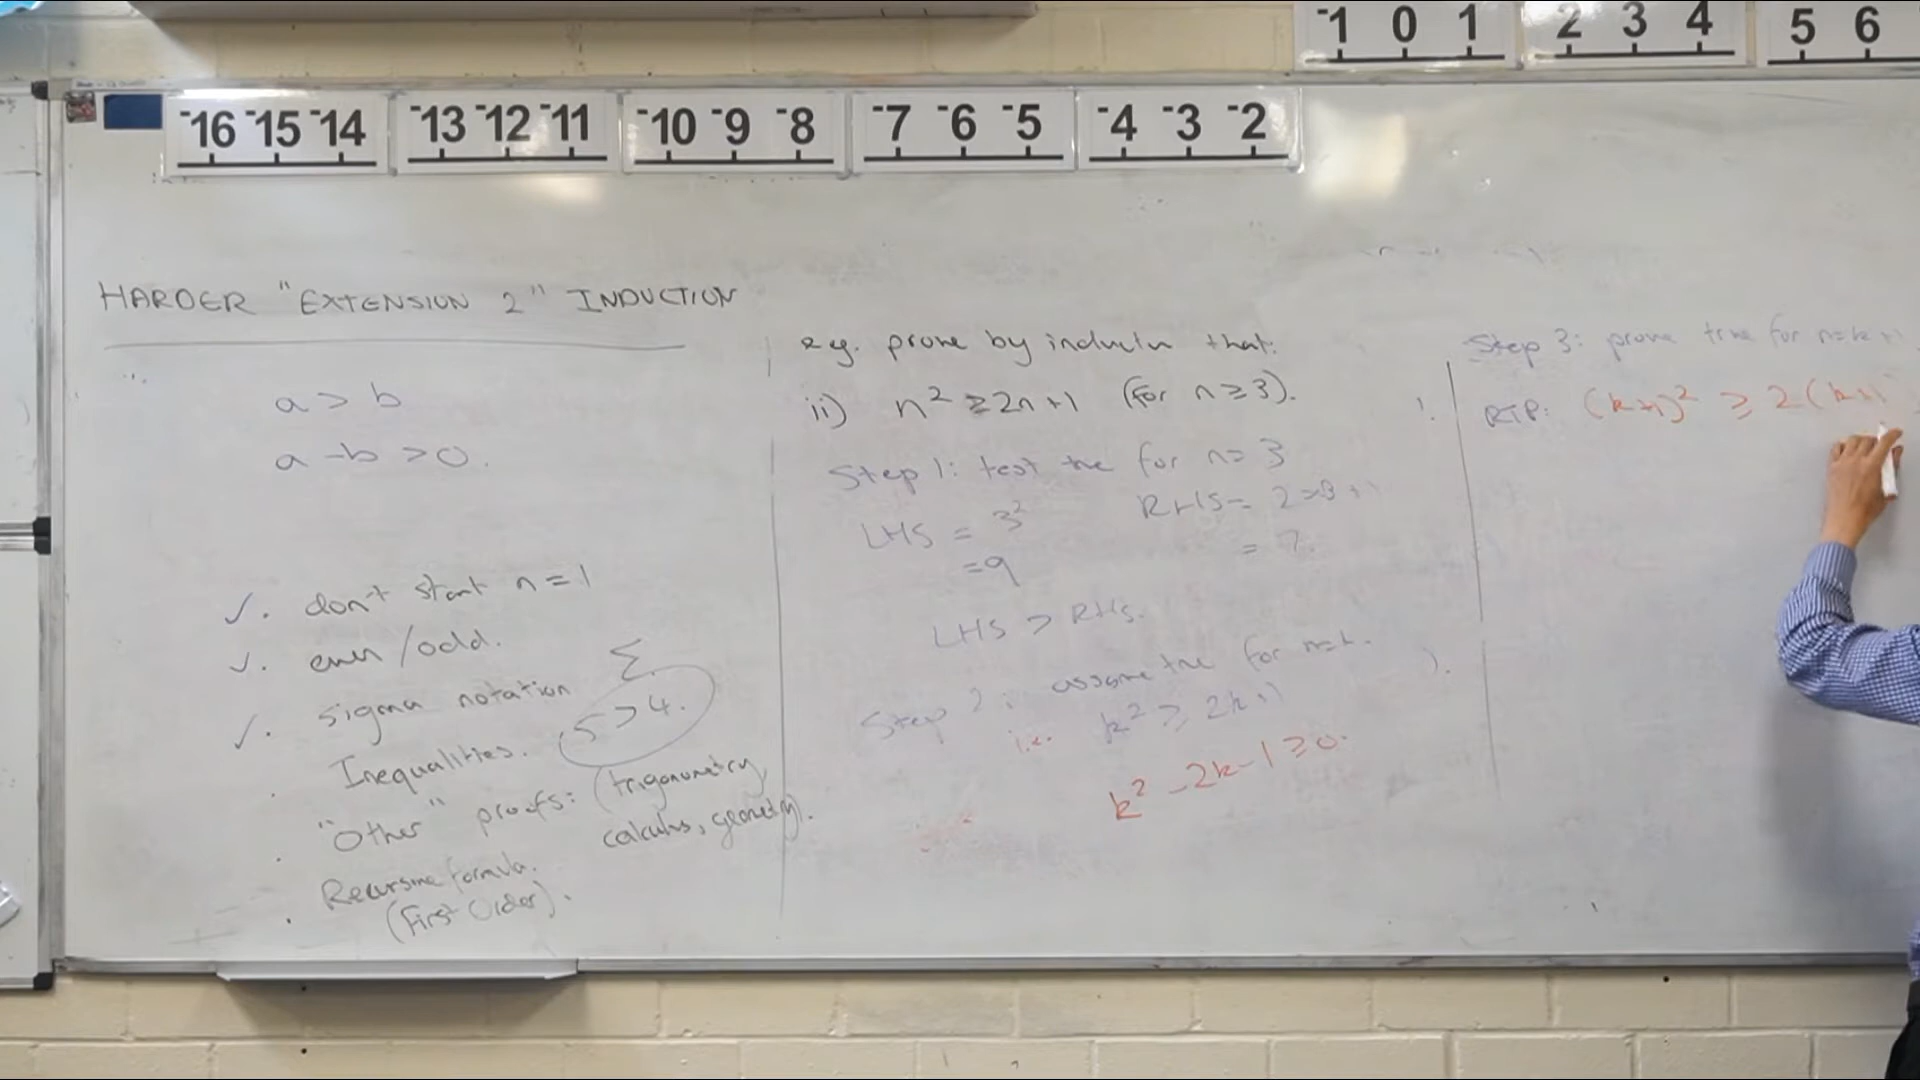 -1 0 1 2 3 4 5 6
-16 -15 -14 -13 -12 -11 -10 -9 -8 -7 -6 -5 -4 -3 -2
HARDER "EXTENSION 2" INDUCTION
a > b
a - b > 0.
✓. don't start n = 1
✓. even/odd.
✓. sigma notation Σ
. Inequalities. 5 > 4.
. "Other" proofs: (trigonometry,
calculus, geometry).
. Recursive formula.
(First Order).
e.g. prove by induction that:
ii) n² ≥ 2n+1 (for n ≥ 3).
Step 1: test true for n = 3
LHS = 3² RHS = 2×3+1
= 9 = 7.
LHS > RHS.
Step 2: assume true for n=k.
i.e. k² ≥ 2k+1
k² - 2k - 1 ≥ 0.
Step 3: prove true for n=k+1
RTP: (k+1)² ≥ 2(k+1)